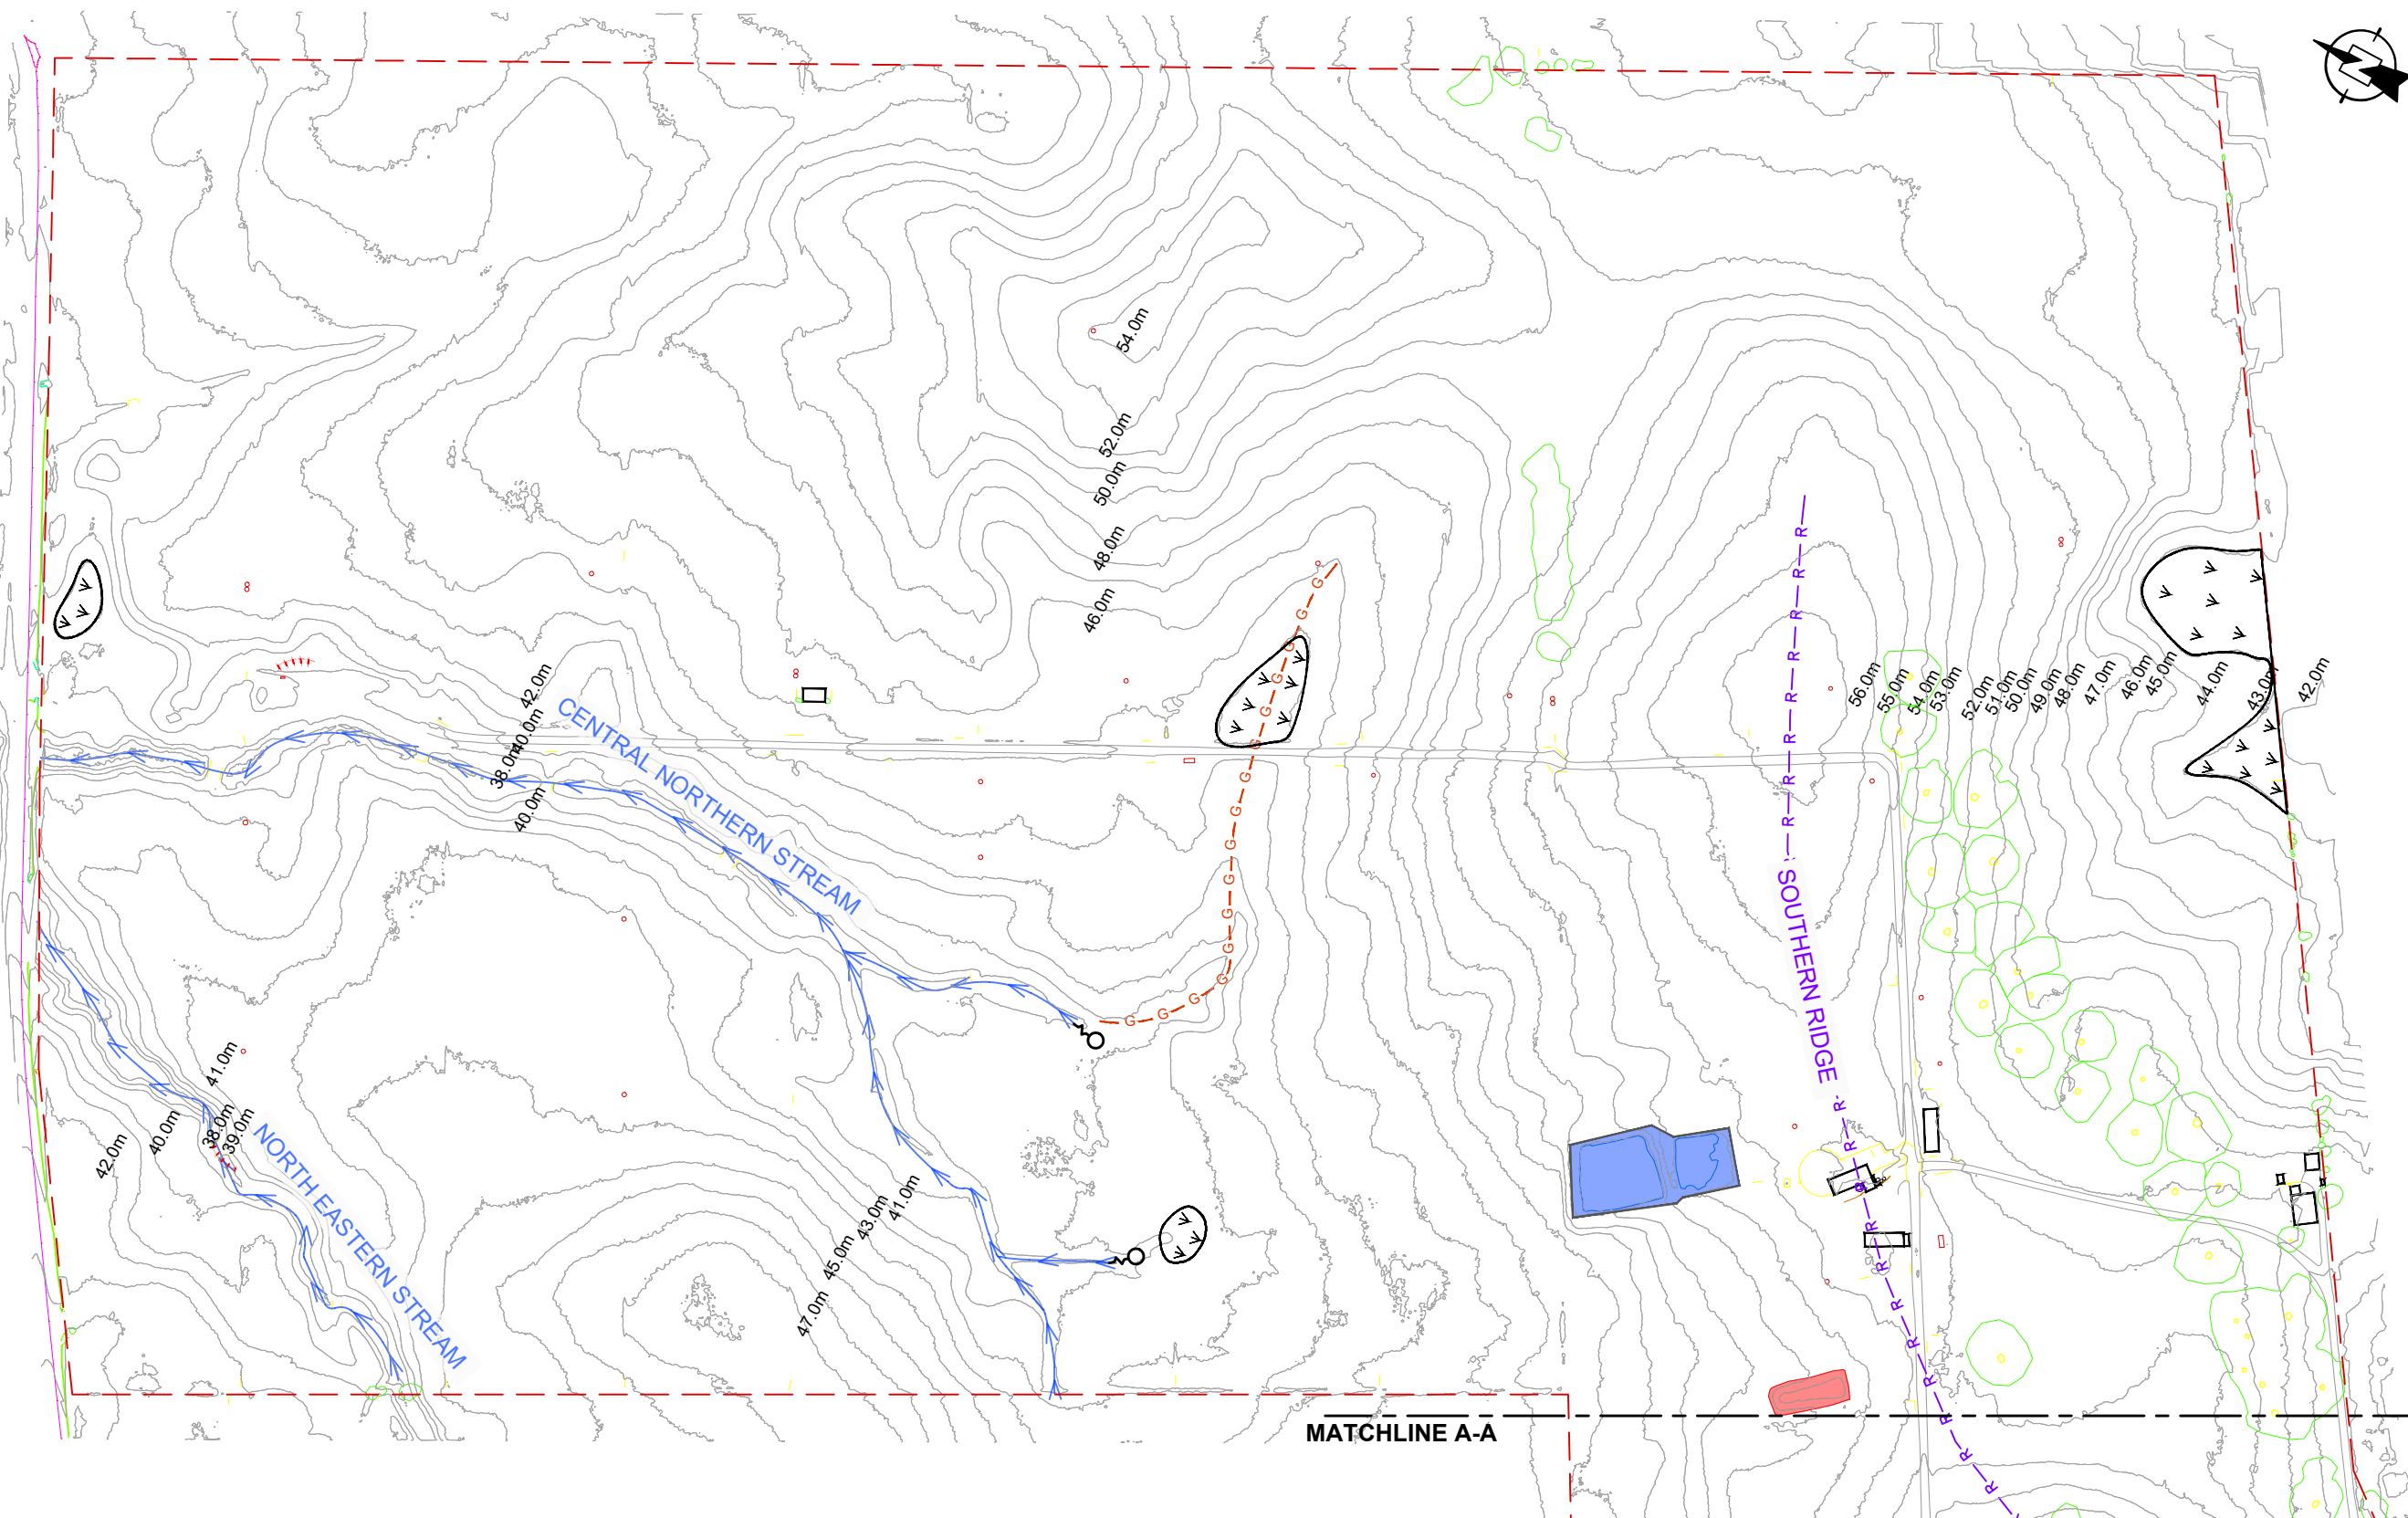 N
54.0m
52.0m
50.0m
48.0m
46.0m
42.0m
40.0m
38.0m
40.0m
CENTRAL NORTHERN STREAM
56.0m
55.0m
54.0m
53.0m
52.0m
51.0m
50.0m
49.0m
48.0m
47.0m
46.0m
45.0m
44.0m
43.0m
42.0m
G G G G G G G G G G G G G G G G
R R R R R R R R
SOUTHERN RIDGE
R R R R R R R R R R R
41.0m
38.0m
39.0m
40.0m
42.0m
NORTH EASTERN STREAM
41.0m
43.0m
45.0m
47.0m
MATCHLINE A-A